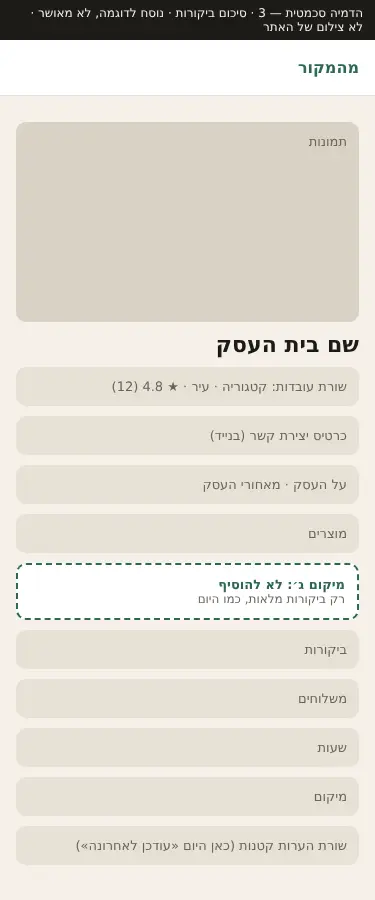 הדמיה סכמטית — 3 · סיכום ביקורות · נוסח לדוגמה, לא מאושר ·
לא צילום של האתר
מהמקור
תמונות
שם בית העסק
שורת עובדות: קטגוריה · עיר · ★ 4.8 (12)
כרטיס יצירת קשר (בנייד)
על העסק · מאחורי העסק
מוצרים
מיקום ג׳: לא להוסיף
רק ביקורות מלאות, כמו היום
ביקורות
משלוחים
שעות
מיקום
שורת הערות קטנות (כאן היום «עודכן לאחרונה»)